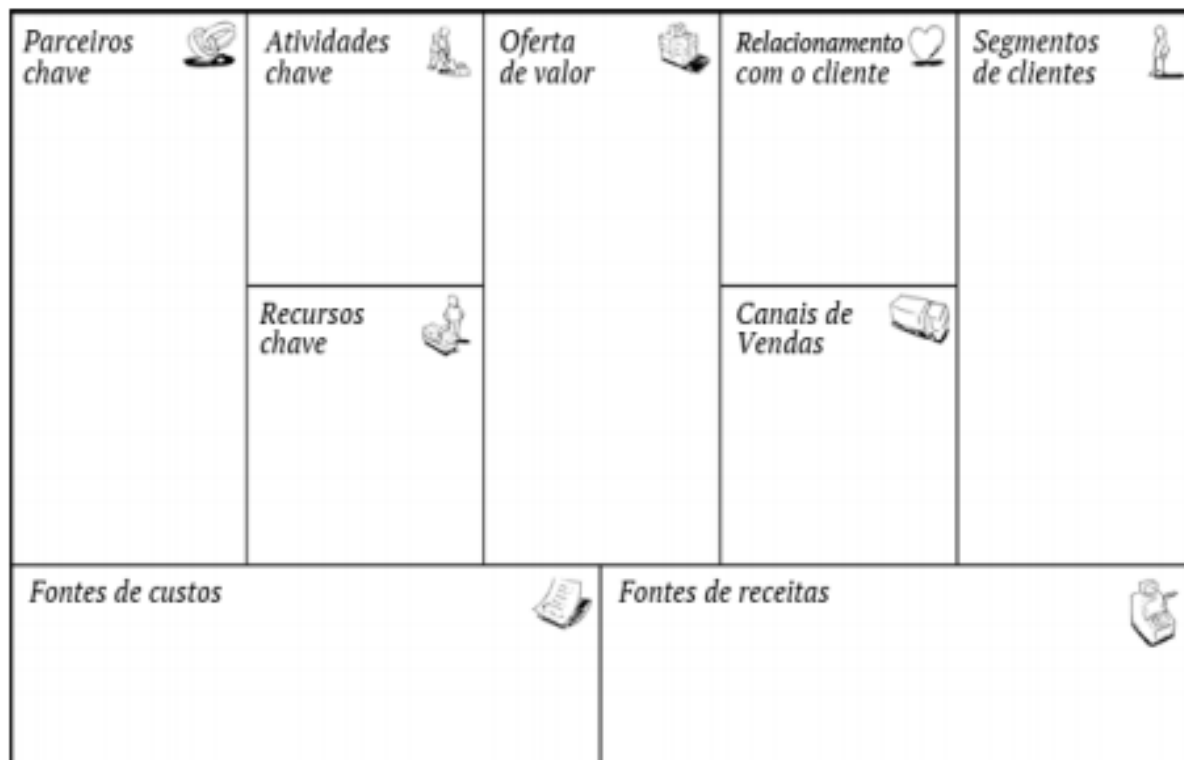 Parceiros
chave
Atividades
chave
Oferta
de valor
Relacionamento
com o cliente
Segmentos
de clientes
Recursos
chave
Canais de
Vendas
Fontes de custos
Fontes de receitas